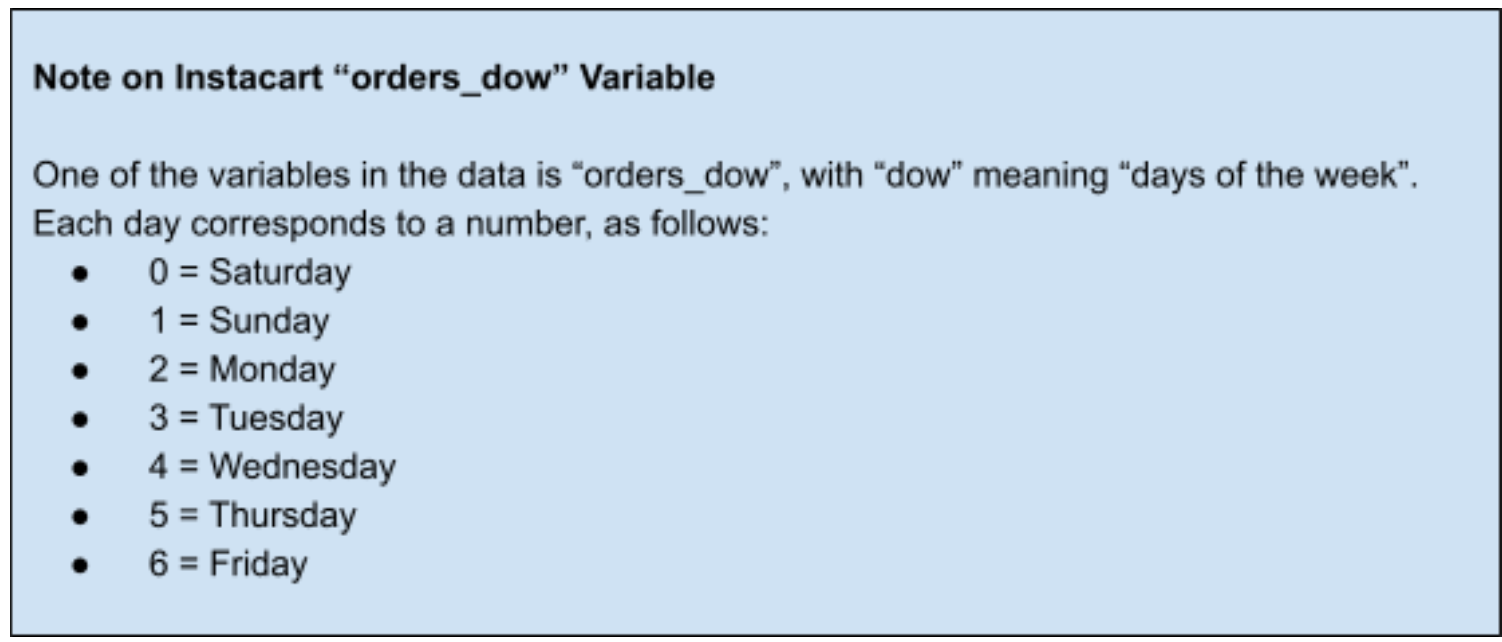 Note on Instacart “orders_dow” Variable
One of the variables in the data is “orders_dow”, with “dow” meaning “days of the week”.
Each day corresponds to a number, as follows:
● 0 = Saturday
● 1 = Sunday
● 2 = Monday
● 3 = Tuesday
● 4 = Wednesday
● 5 = Thursday
● 6 = Friday